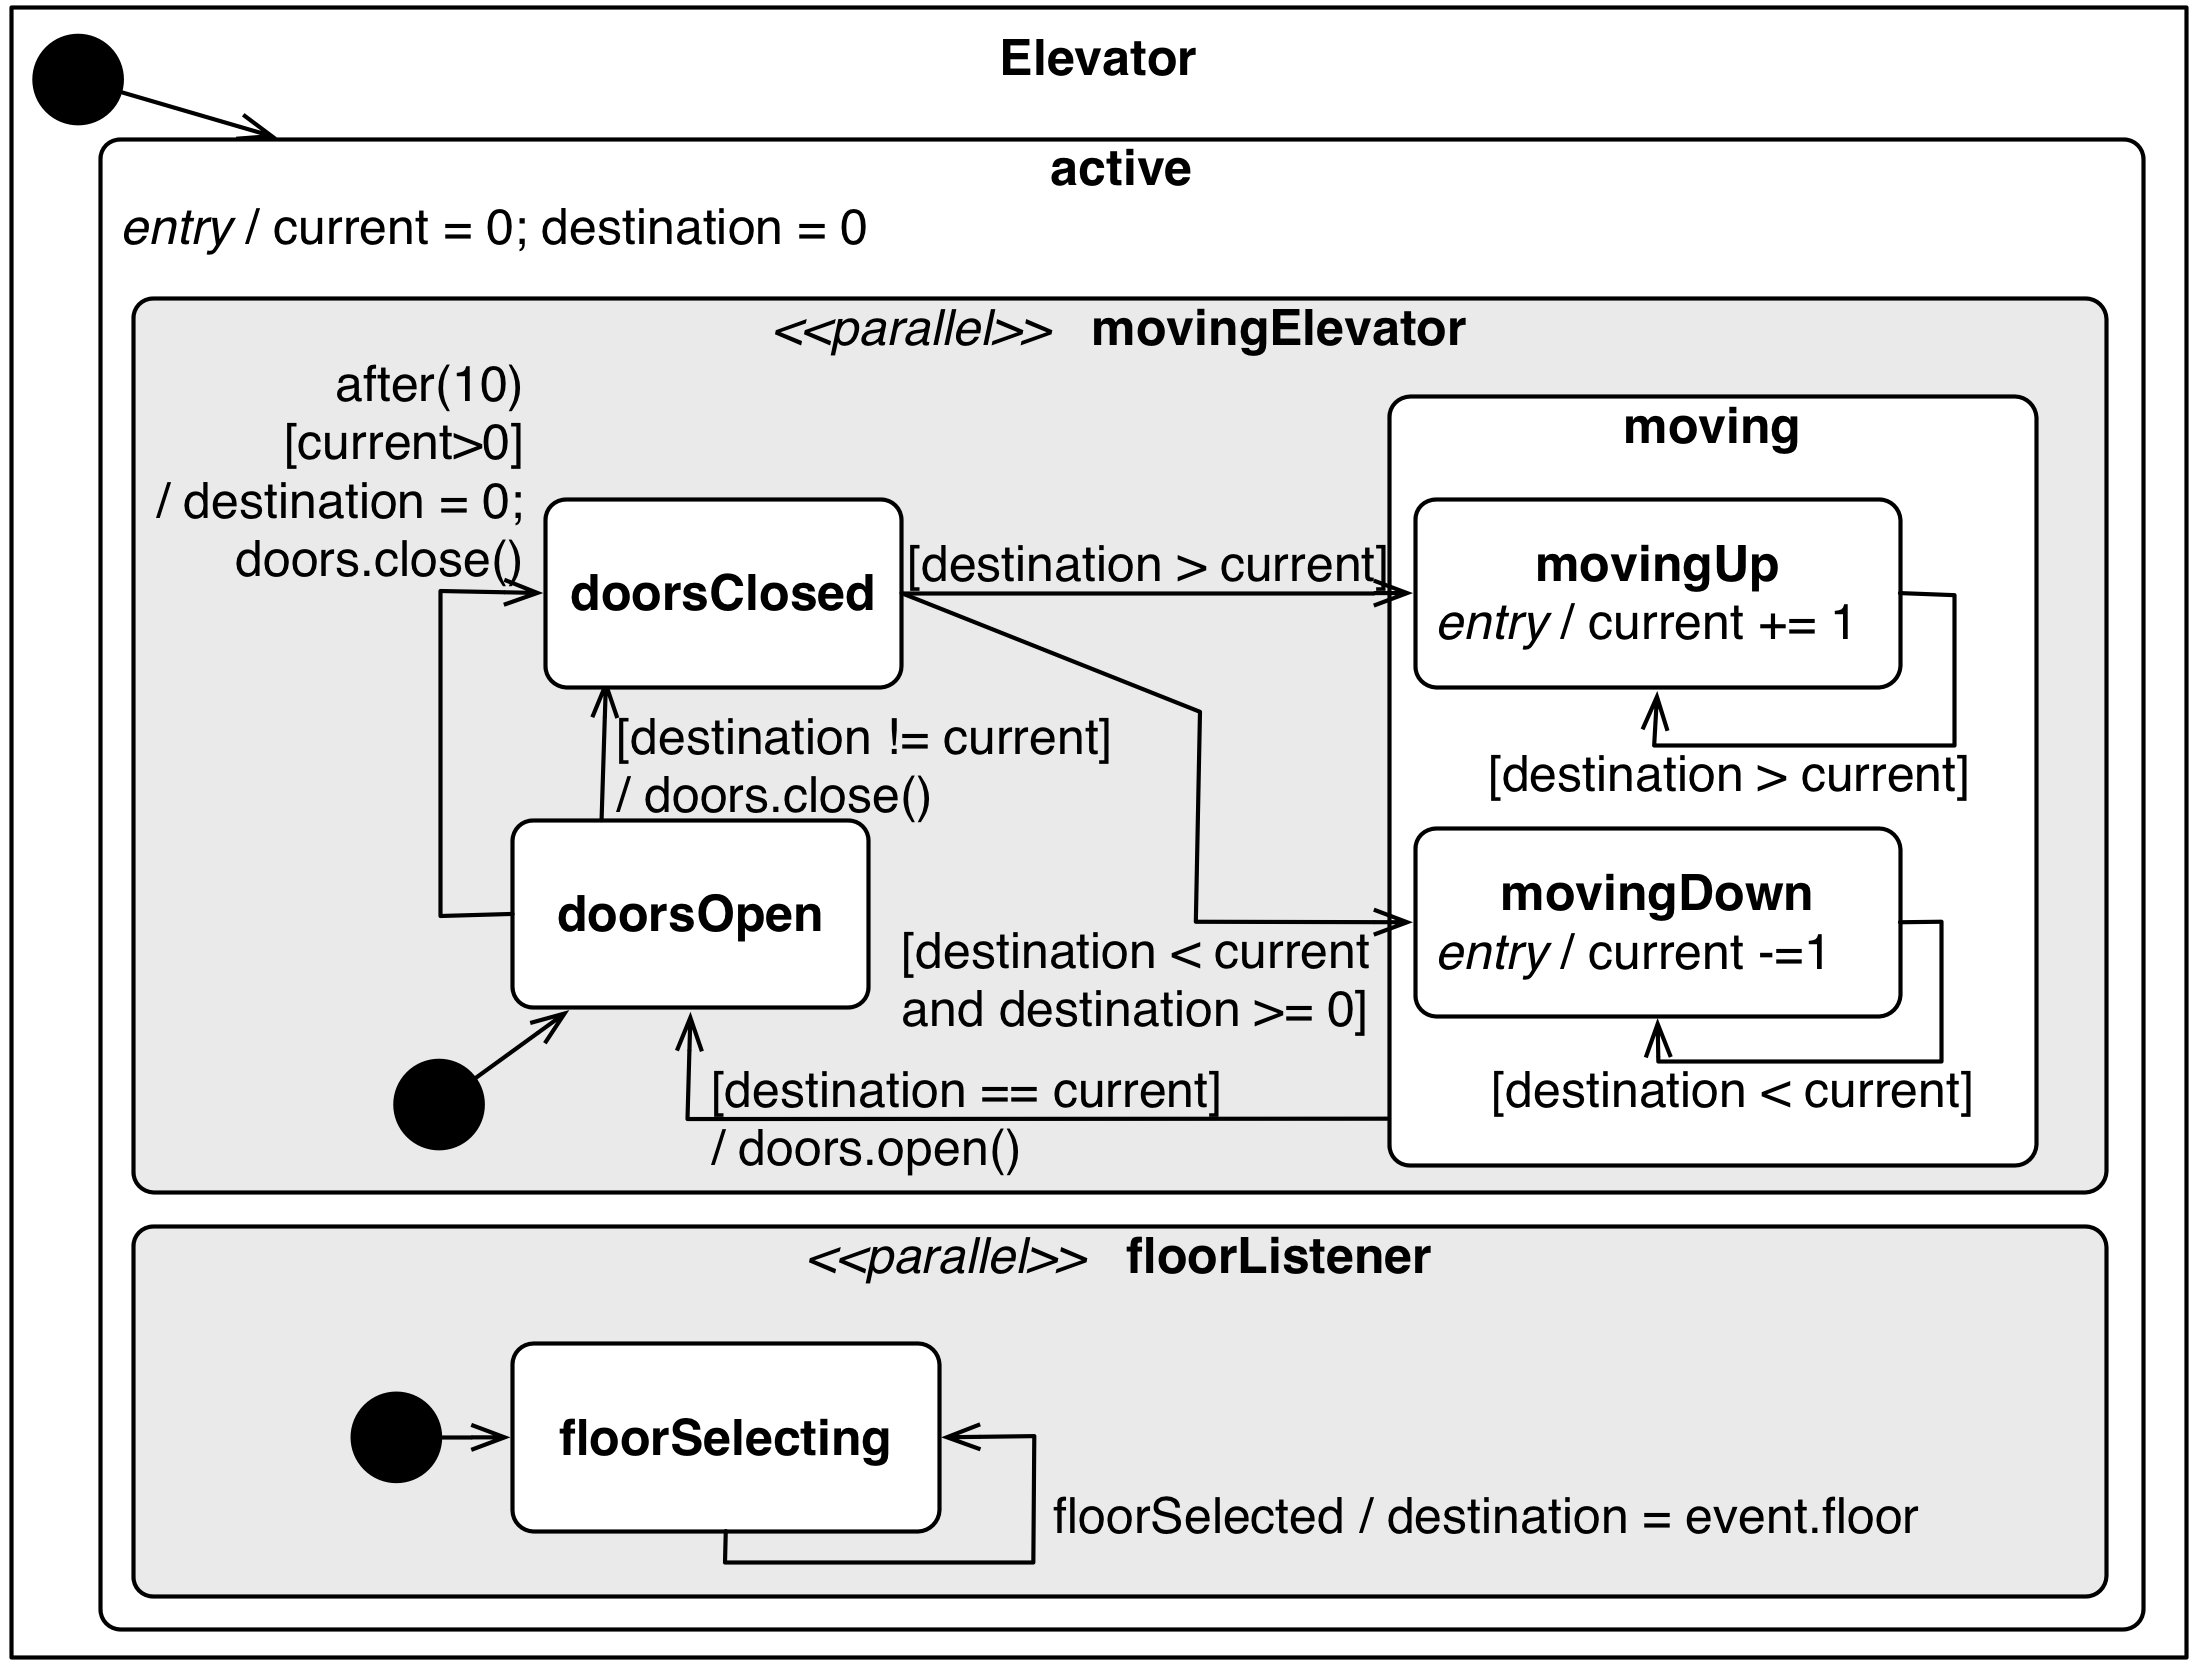 Elevator
active
entry / current = 0; destination = 0
<<parallel>> movingElevator
after(10)
[current>0]
/ destination = 0;
doors.close()
doorsClosed
[destination > current]
moving
movingUp
entry / current += 1
[destination > current]
[destination != current]
/ doors.close()
doorsOpen
[destination < current
and destination >= 0]
movingDown
entry / current -=1
[destination < current]
[destination == current]
/ doors.open()
<<parallel>> floorListener
floorSelecting
floorSelected / destination = event.floor